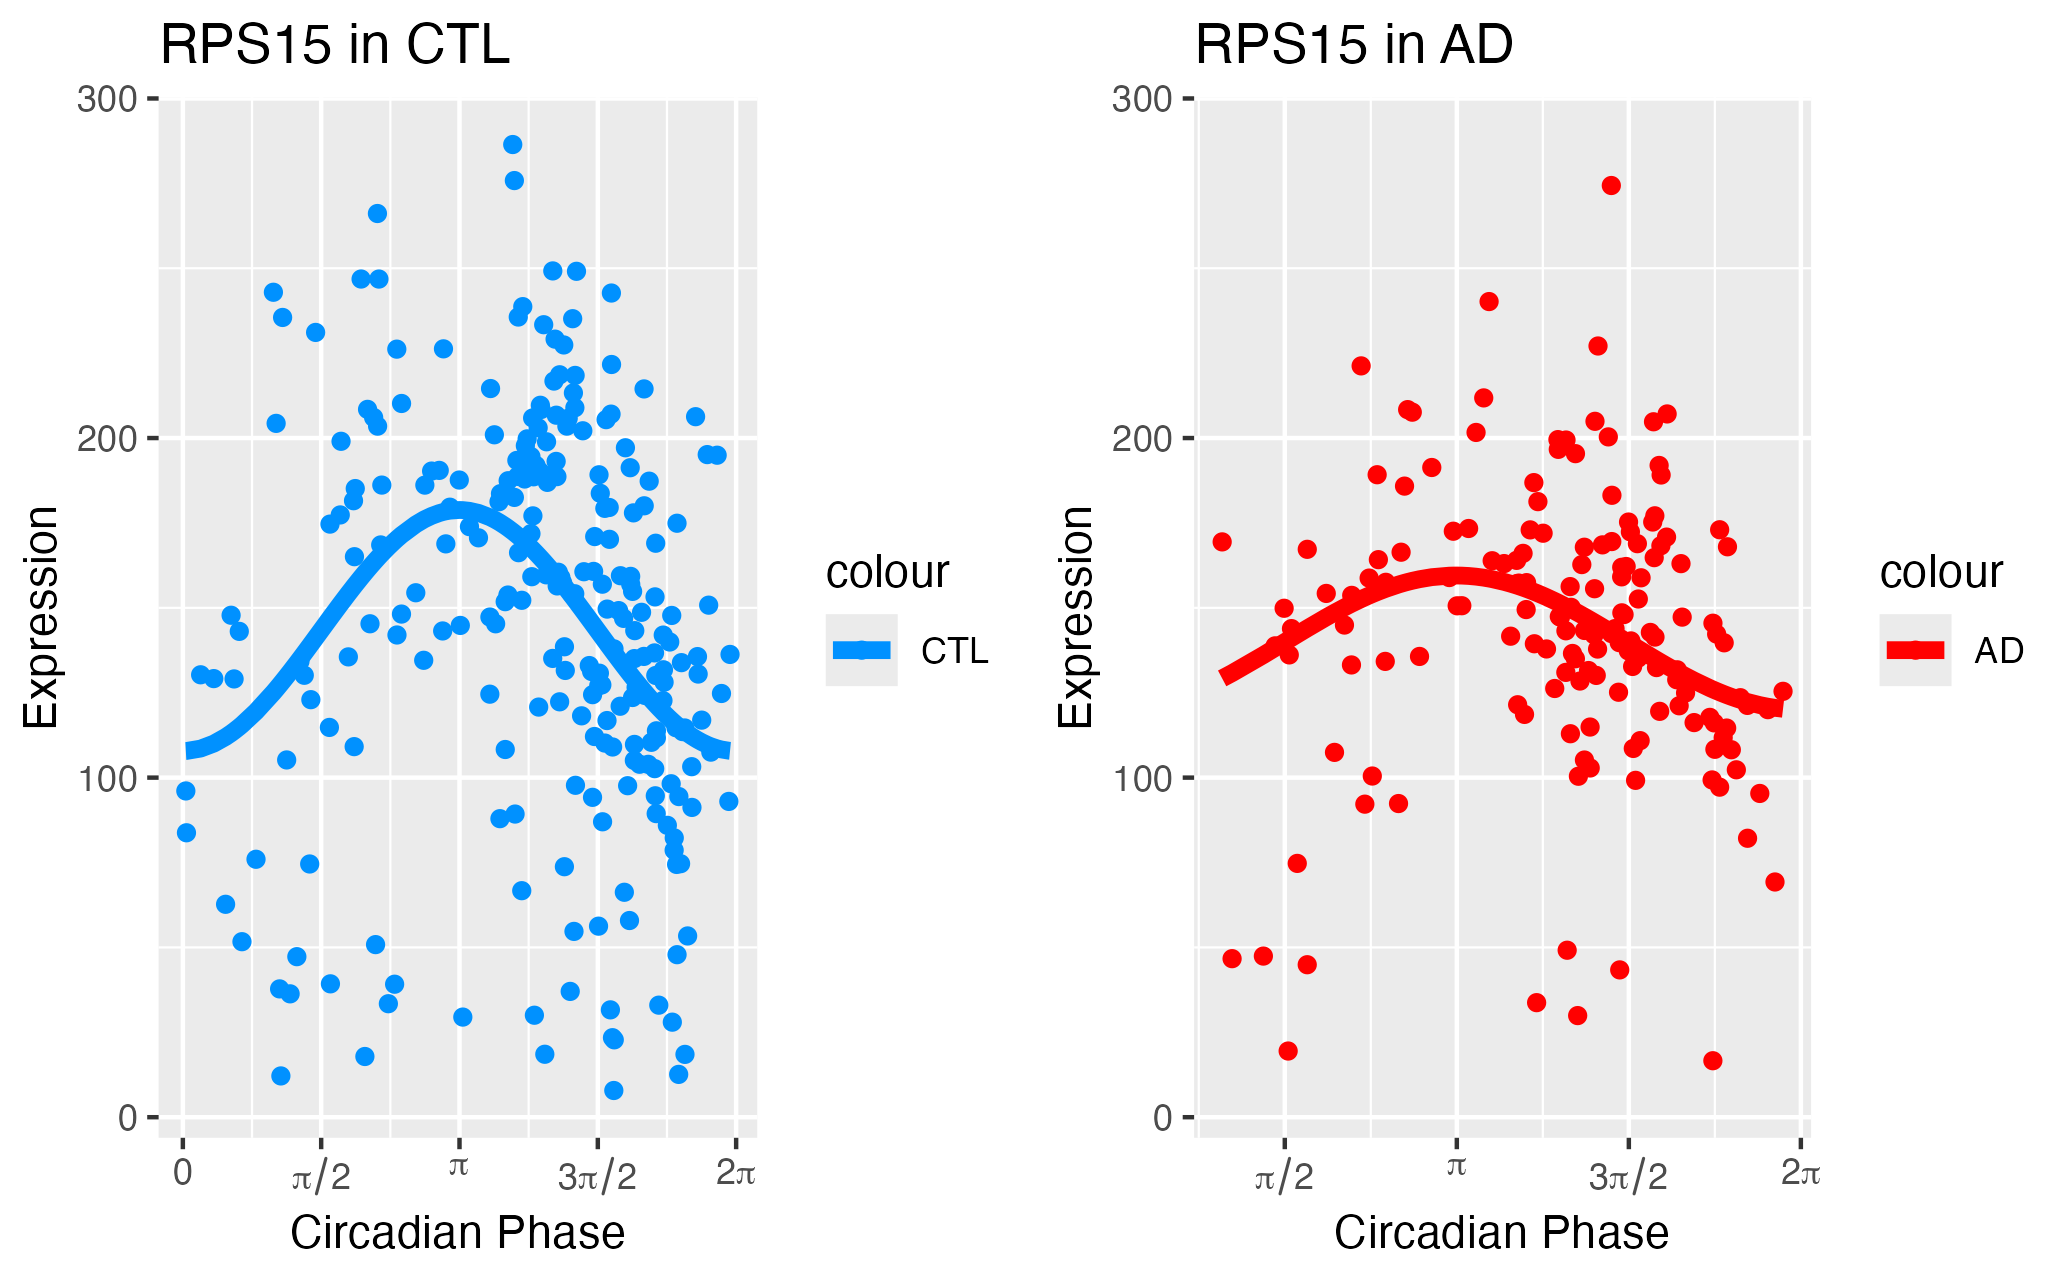 RPS15 in CTL
300
200
100
0
Expression
0
π/2
π
3π/2
2π
Circadian Phase
colour
CTL
RPS15 in AD
300
200
100
0
Expression
π/2
π
3π/2
2π
Circadian Phase
colour
AD